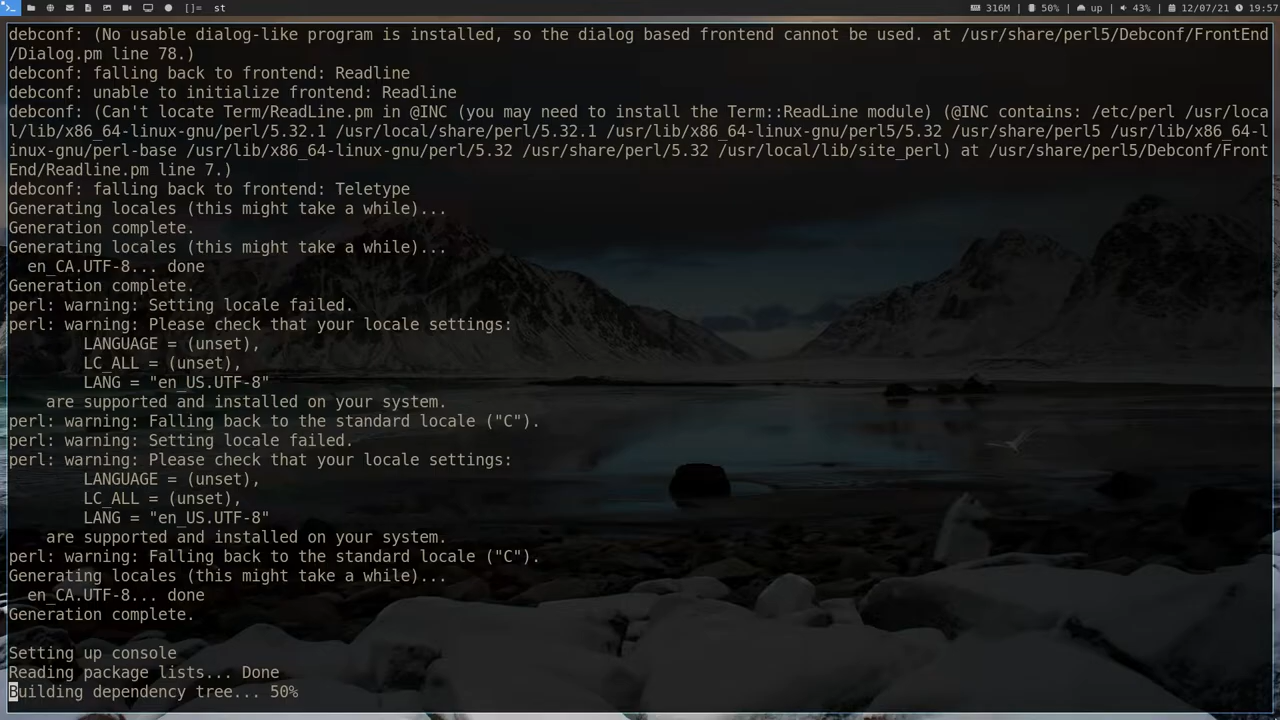 []= st 316M | 50% | up | 43% | 12/07/21 19:57
debconf: (No usable dialog-like program is installed, so the dialog based frontend cannot be used. at /usr/share/perl5/Debconf/FrontEnd
/Dialog.pm line 78.)
debconf: falling back to frontend: Readline
debconf: unable to initialize frontend: Readline
debconf: (Can't locate Term/ReadLine.pm in @INC (you may need to install the Term::ReadLine module) (@INC contains: /etc/perl /usr/loca
l/lib/x86_64-linux-gnu/perl/5.32.1 /usr/local/share/perl/5.32.1 /usr/lib/x86_64-linux-gnu/perl5/5.32 /usr/share/perl5 /usr/lib/x86_64-l
inux-gnu/perl-base /usr/lib/x86_64-linux-gnu/perl/5.32 /usr/share/perl/5.32 /usr/local/lib/site_perl) at /usr/share/perl5/Debconf/Front
End/Readline.pm line 7.)
debconf: falling back to frontend: Teletype
Generating locales (this might take a while)...
Generation complete.
Generating locales (this might take a while)...
  en_CA.UTF-8... done
Generation complete.
perl: warning: Setting locale failed.
perl: warning: Please check that your locale settings:
        LANGUAGE = (unset),
        LC_ALL = (unset),
        LANG = "en_US.UTF-8"
    are supported and installed on your system.
perl: warning: Falling back to the standard locale ("C").
perl: warning: Setting locale failed.
perl: warning: Please check that your locale settings:
        LANGUAGE = (unset),
        LC_ALL = (unset),
        LANG = "en_US.UTF-8"
    are supported and installed on your system.
perl: warning: Falling back to the standard locale ("C").
Generating locales (this might take a while)...
  en_CA.UTF-8... done
Generation complete.
Setting up console
Reading package lists... Done
Building dependency tree... 50%